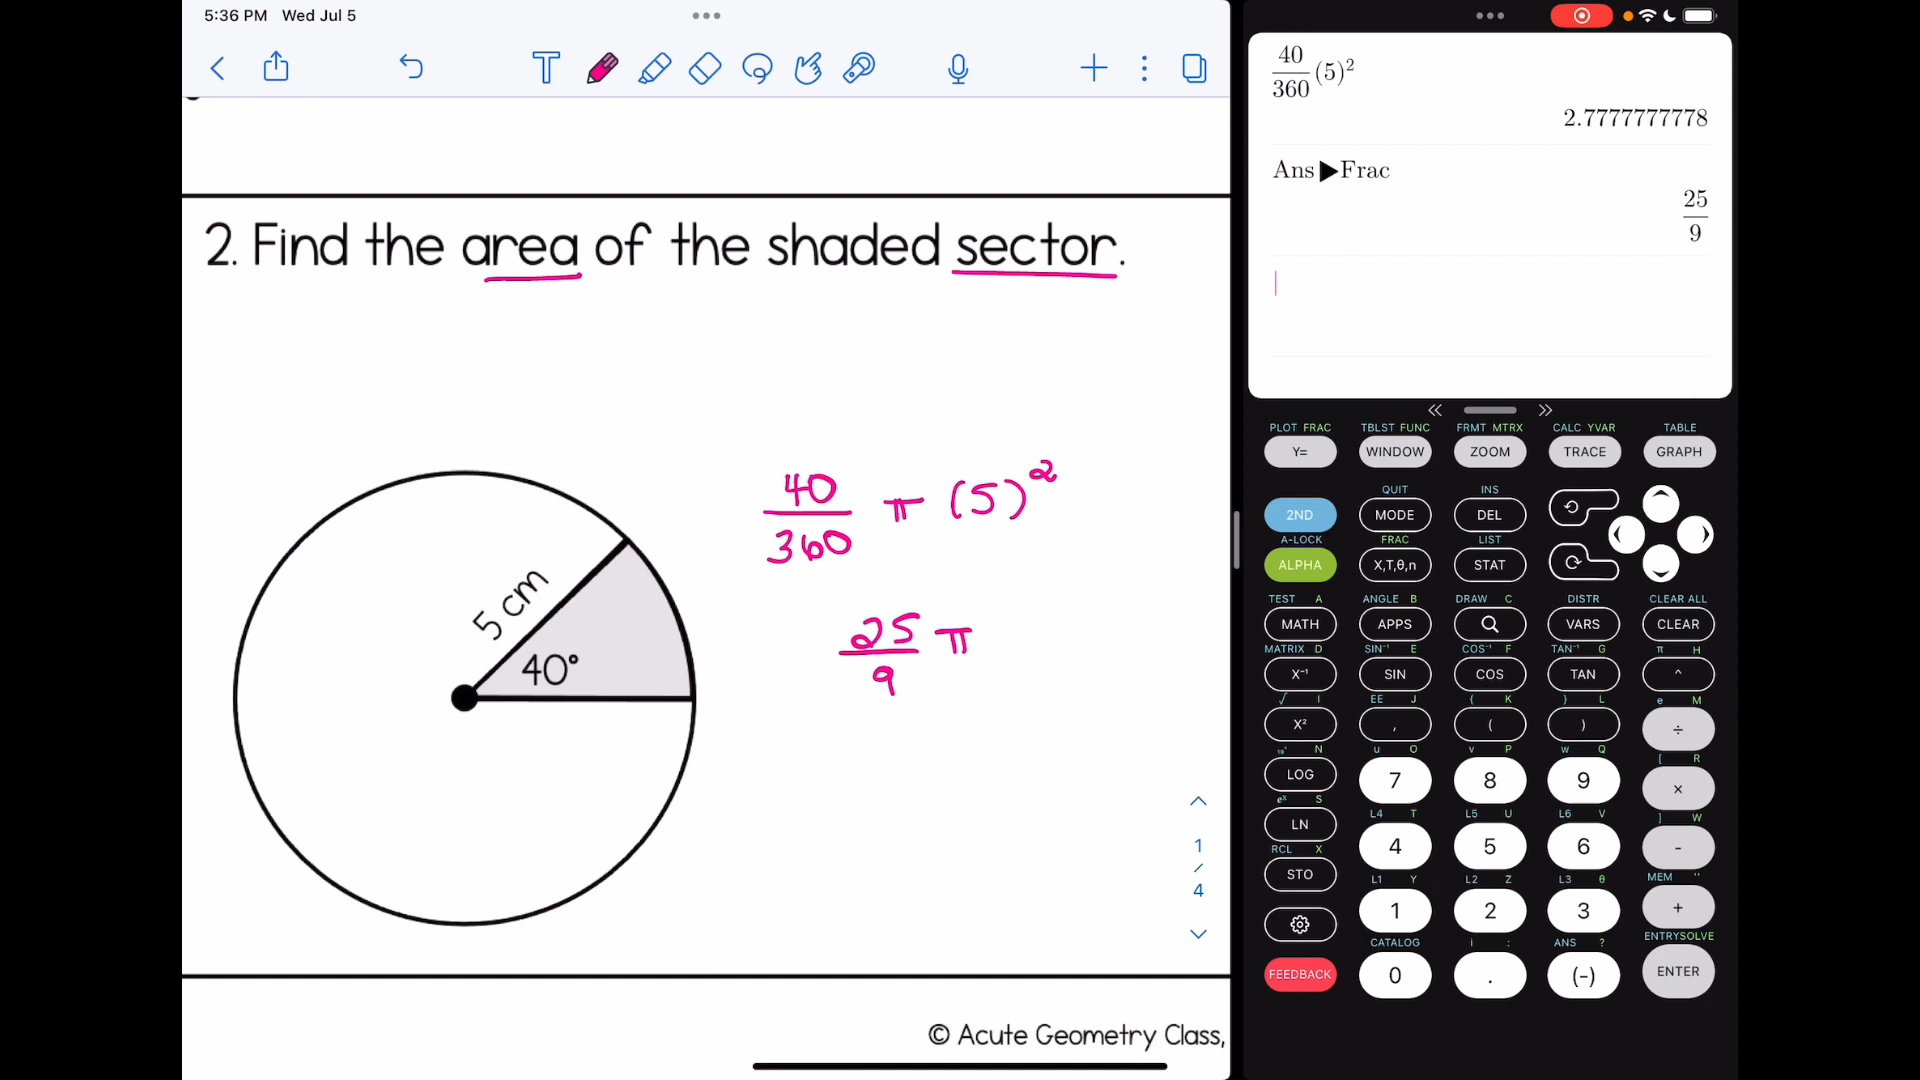 5:36 PM Wed Jul 5
2. Find the area of the shaded sector.
40
360
π (5)²
5 cm
40°
25
9
π
1
/
4
© Acute Geometry Class,
40
360
(5)²
2.7777777778
Ans▶Frac
25
9
PLOT FRAC TBLST FUNC FRMT MTRX CALC YVAR TABLE
Y= WINDOW ZOOM TRACE GRAPH
QUIT INS
2ND MODE DEL
A-LOCK FRAC LIST
ALPHA X,T,θ,n STAT
TEST A ANGLE B DRAW C DISTR CLEAR ALL
MATH APPS VARS CLEAR
MATRIX D SIN⁻¹ E COS⁻¹ F TAN⁻¹ G π H
X⁻¹ SIN COS TAN ^
√ I EE J { K } L e M
X² , ( ) ÷
10ˣ N u O v P w Q [ R
LOG 7 8 9 ×
eˣ S L4 T L5 U L6 V ] W
LN 4 5 6 -
RCL X L1 Y L2 Z L3 θ MEM "
STO 1 2 3 +
CATALOG i : ANS ? ENTRY SOLVE
FEEDBACK 0 . (-) ENTER